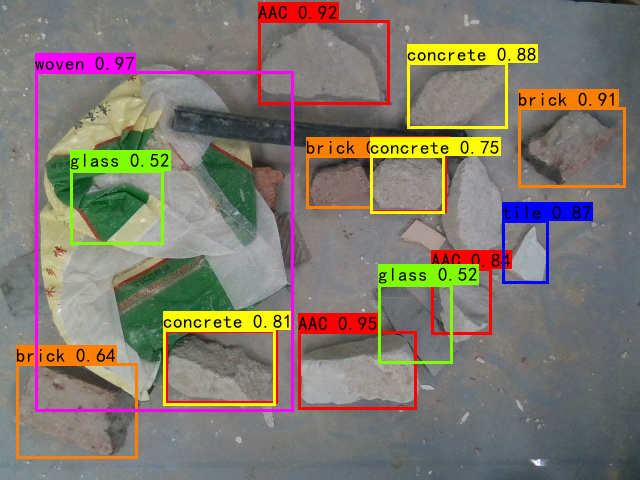 AAC 0.92
woven 0.97
concrete 0.88
brick 0.91
brick
concrete 0.75
glass 0.52
tile 0.87
AAC 0.84
glass 0.52
concrete 0.81
AAC 0.95
brick 0.64